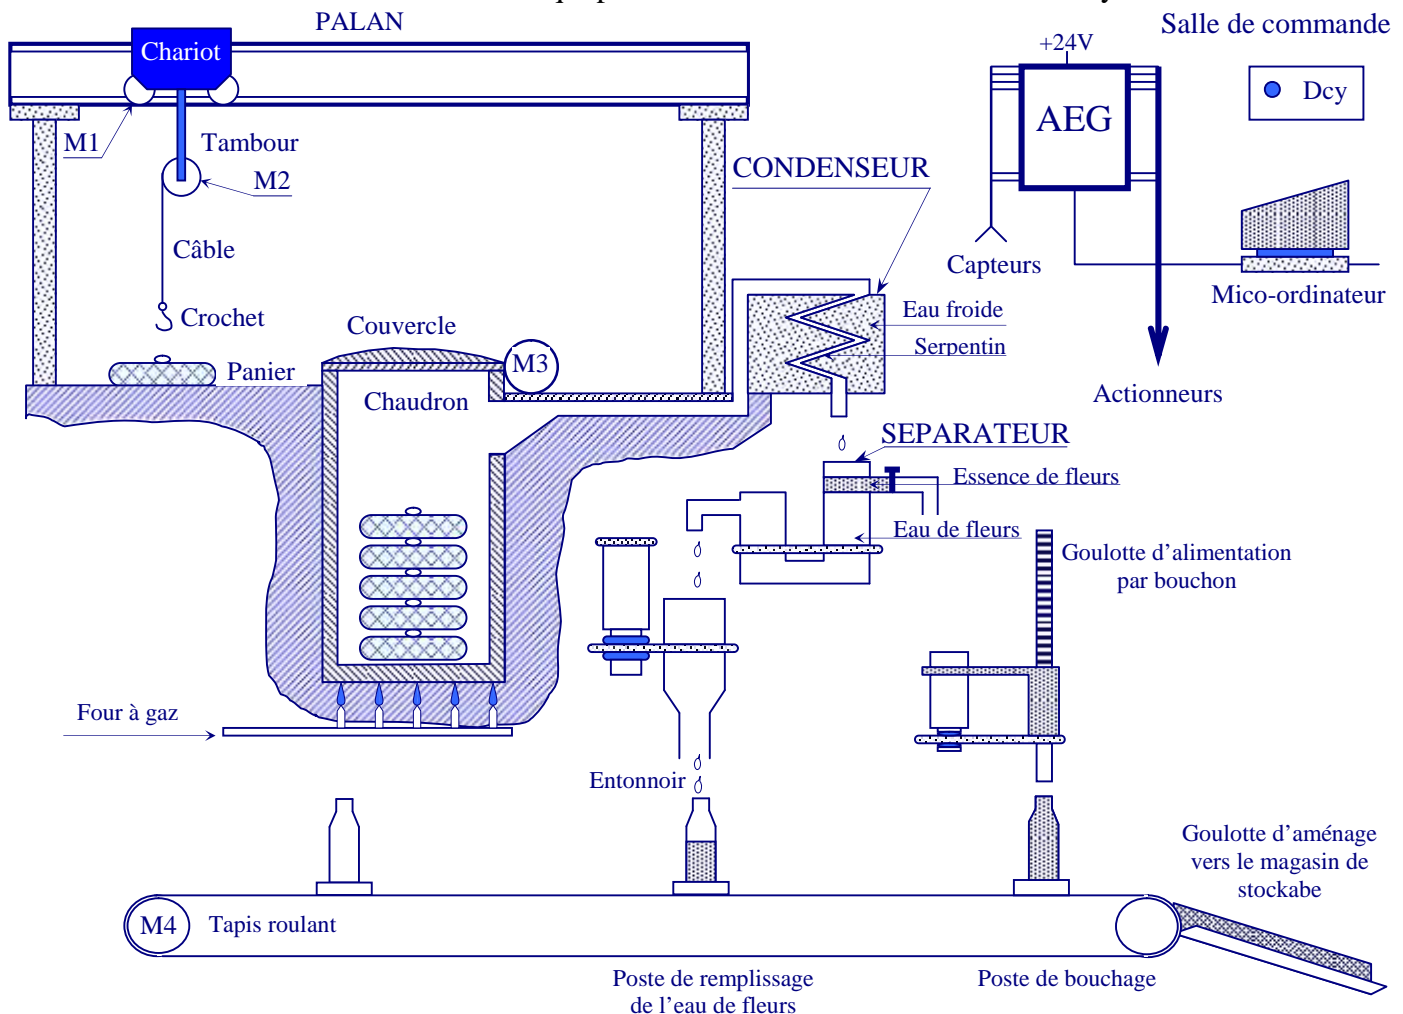 PALAN
Salle de commande
Chariot
+24V
AEG
Dcy
M1
Tambour
M2
CONDENSEUR
Câble
Capteurs
Mico-ordinateur
Crochet
Couvercle
Eau froide
Serpentin
M3
Panier
Chaudron
Actionneurs
SEPARATEUR
Essence de fleurs
Eau de fleurs
Goulotte d’alimentation
par bouchon
Four à gaz
Entonnoir
Goulotte d’aménage
vers le magasin de
stockabe
M4
Tapis roulant
Poste de remplissage
de l’eau de fleurs
Poste de bouchage